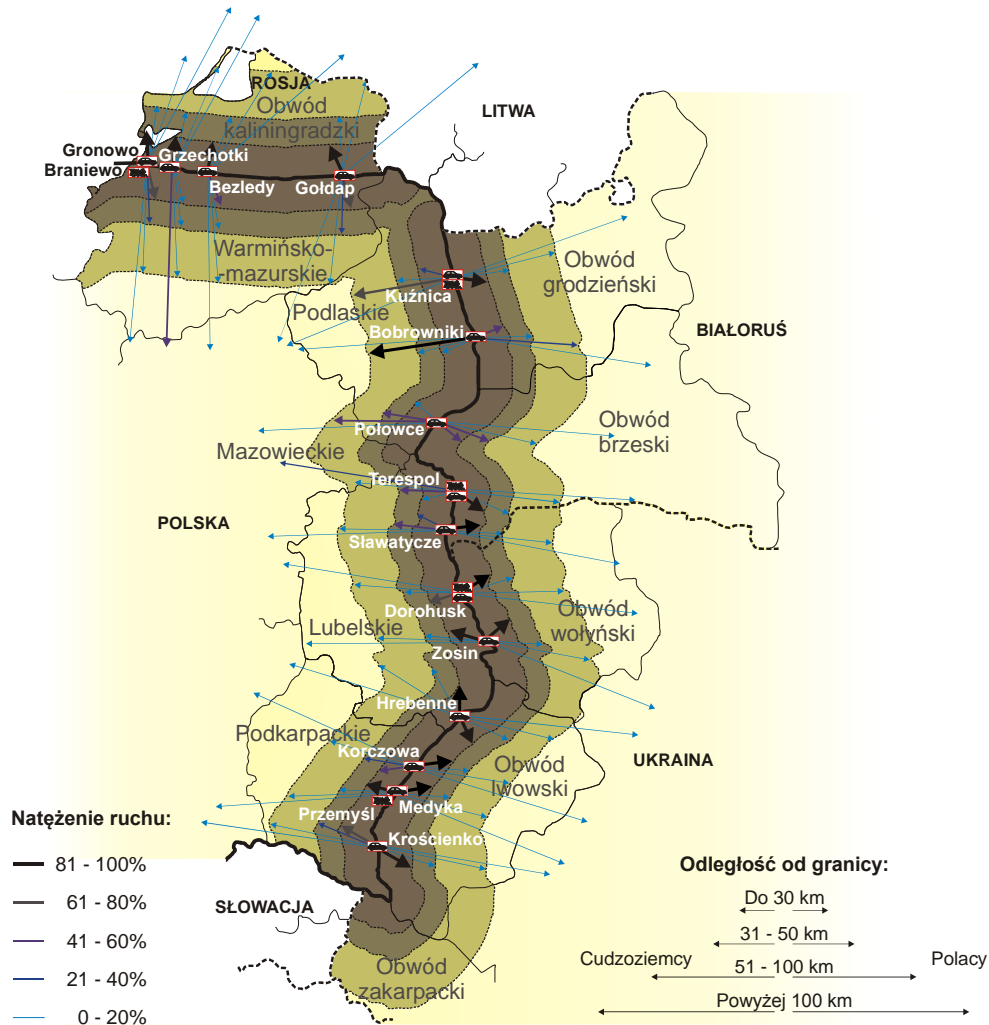 ROSJA
Obwód
kaliningradzki
LITWA
Gronowo
Grzechotki
Braniewo
Bezledy
Gołdap
Warmińsko-
-mazurskie
Obwód
grodzieński
Kuźnica
Podlaskie
Bobrowniki
BIAŁORUŚ
Połowce
Obwód
brzeski
Mazowieckie
Terespol
POLSKA
Sławatycze
Dorohusk
Obwód
wołyński
Lubelskie
Zosin
Hrebenne
Podkarpackie
Korczowa
UKRAINA
Obwód
lwowski
Przemyśl
Medyka
Krościenko
Natężenie ruchu:
81 - 100%
61 - 80%
41 - 60%
21 - 40%
0 - 20%
SŁOWACJA
Obwód
zakarpacki
Odległość od granicy:
Do 30 km
31 - 50 km
Cudzoziemcy
Polacy
51 - 100 km
Powyżej 100 km